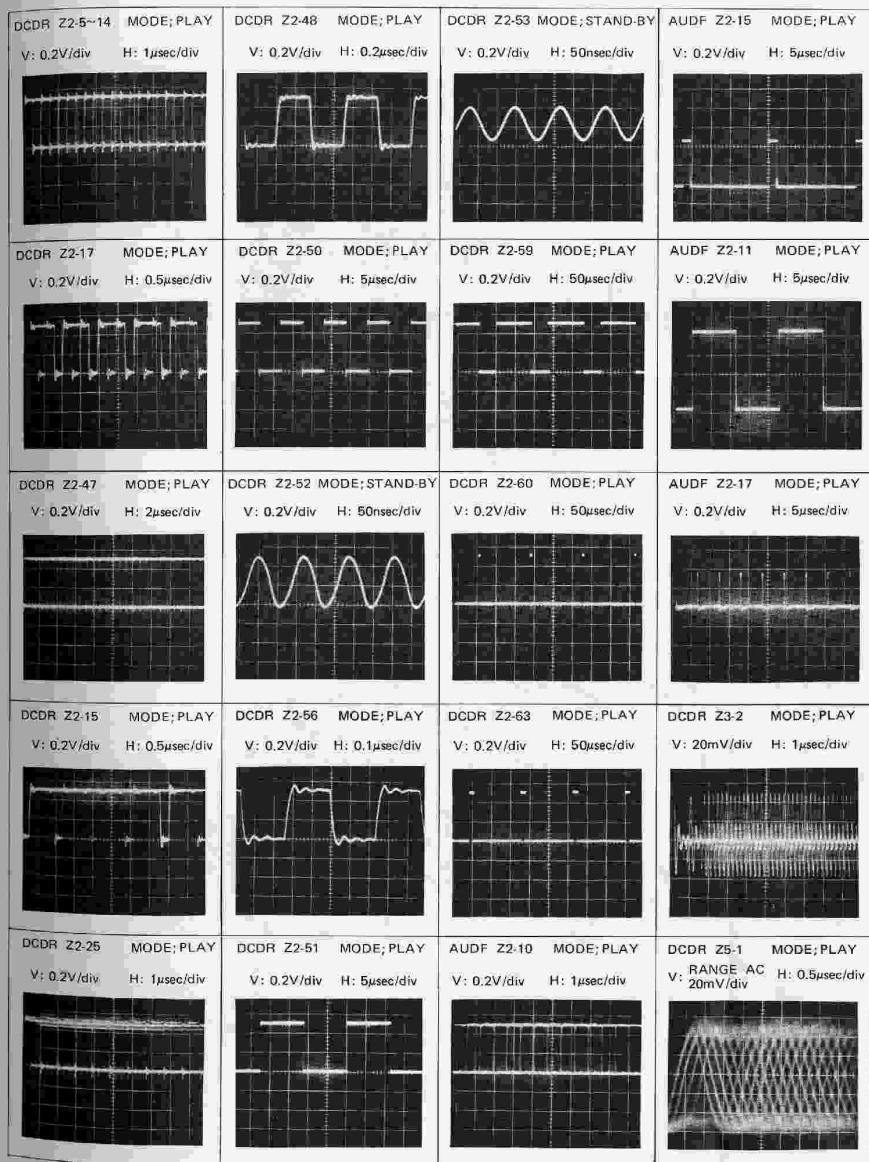 DCDR Z2-5~14 MODE; PLAY
V: 0.2V/div H: 1μsec/div
DCDR Z2-48 MODE; PLAY
V: 0.2V/div H: 0.2μsec/div
DCDR Z2-53 MODE; STAND-BY
V: 0.2V/div H: 50nsec/div
AUDF Z2-15 MODE; PLAY
V: 0.2V/div H: 5μsec/div
DCDR Z2-17 MODE; PLAY
V: 0.2V/div H: 0.5μsec/div
DCDR Z2-50 MODE; PLAY
V: 0.2V/div H: 5μsec/div
DCDR Z2-59 MODE; PLAY
V: 0.2V/div H: 50μsec/div
AUDF Z2-11 MODE; PLAY
V: 0.2V/div H: 5μsec/div
DCDR Z2-47 MODE; PLAY
V: 0.2V/div H: 2μsec/div
DCDR Z2-52 MODE; STAND-BY
V: 0.2V/div H: 50nsec/div
DCDR Z2-60 MODE; PLAY
V: 0.2V/div H: 50μsec/div
AUDF Z2-17 MODE; PLAY
V: 0.2V/div H: 5μsec/div
DCDR Z2-15 MODE; PLAY
V: 0.2V/div H: 0.5μsec/div
DCDR Z2-56 MODE; PLAY
V: 0.2V/div H: 0.1μsec/div
DCDR Z2-63 MODE; PLAY
V: 0.2V/div H: 50μsec/div
DCDR Z3-2 MODE; PLAY
V: 20mV/div H: 1μsec/div
DCDR Z2-25 MODE; PLAY
V: 0.2V/div H: 1μsec/div
DCDR Z2-51 MODE; PLAY
V: 0.2V/div H: 5μsec/div
AUDF Z2-10 MODE; PLAY
V: 0.2V/div H: 1μsec/div
DCDR Z5-1 MODE; PLAY
V: RANGE AC 20mV/div H: 0.5μsec/div